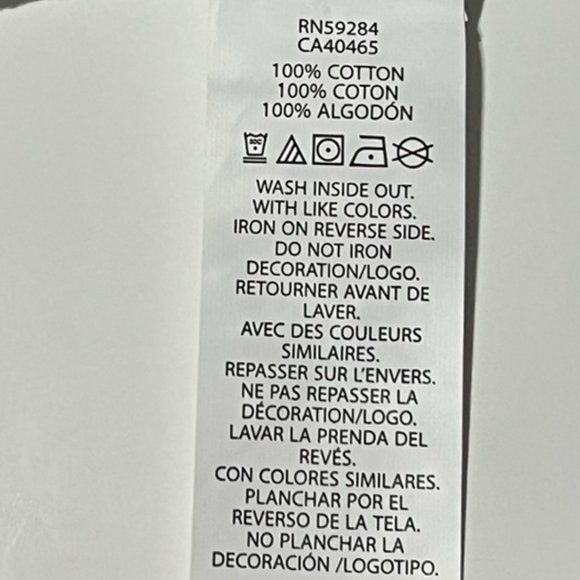 RN59284
CA40465
100% COTTON
100% COTON
100% ALGODÓN
30C
WASH INSIDE OUT.
WITH LIKE COLORS.
IRON ON REVERSE SIDE.
DO NOT IRON
DECORATION/LOGO.
RETOURNER AVANT DE
LAVER.
AVEC DES COULEURS
SIMILAIRES.
REPASSER SUR L'ENVERS.
NE PAS REPASSER LA
DÉCORATION/LOGO.
LAVAR LA PRENDA DEL
REVÉS.
CON COLORES SIMILARES.
PLANCHAR POR EL
REVERSO DE LA TELA.
NO PLANCHAR LA
DECORACIÓN /LOGOTIPO.